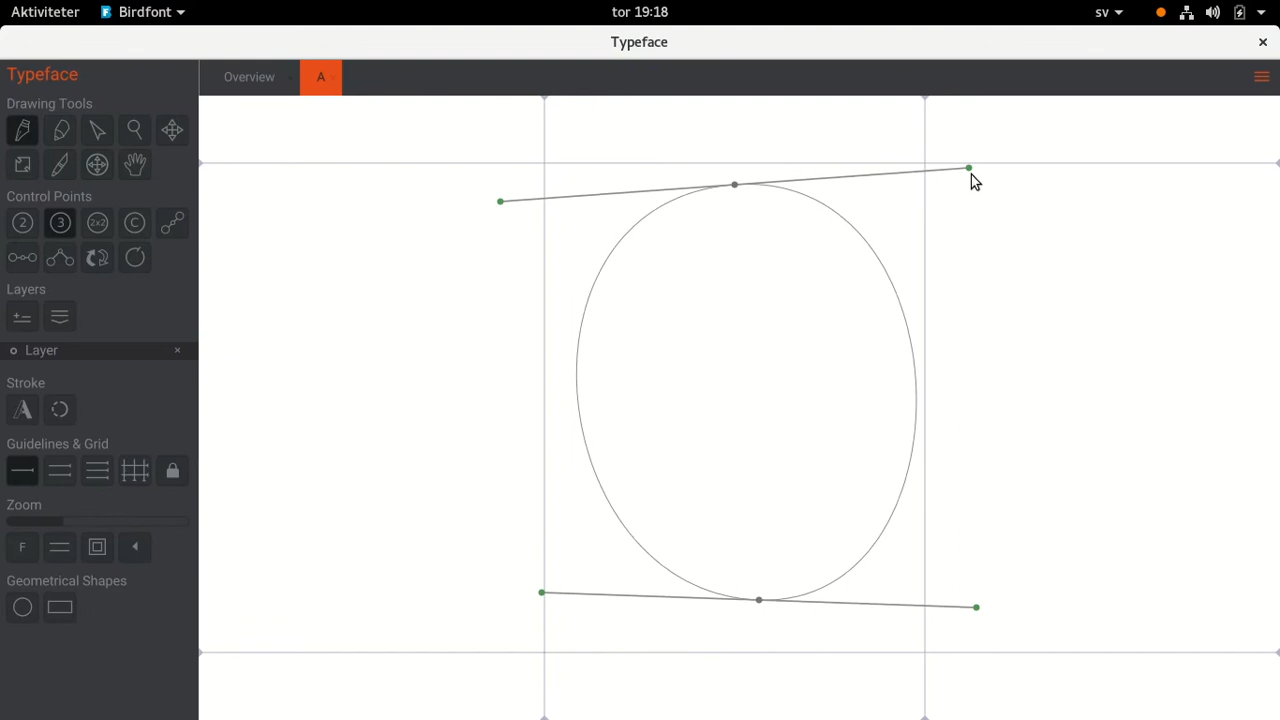 Aktiviteter Birdfont tor 19:18 sv
Typeface
Typeface
Overview A
Drawing Tools
Control Points
2 3 2x2 C
Layers
Layer
Stroke
A
Guidelines & Grid
Zoom
F
Geometrical Shapes